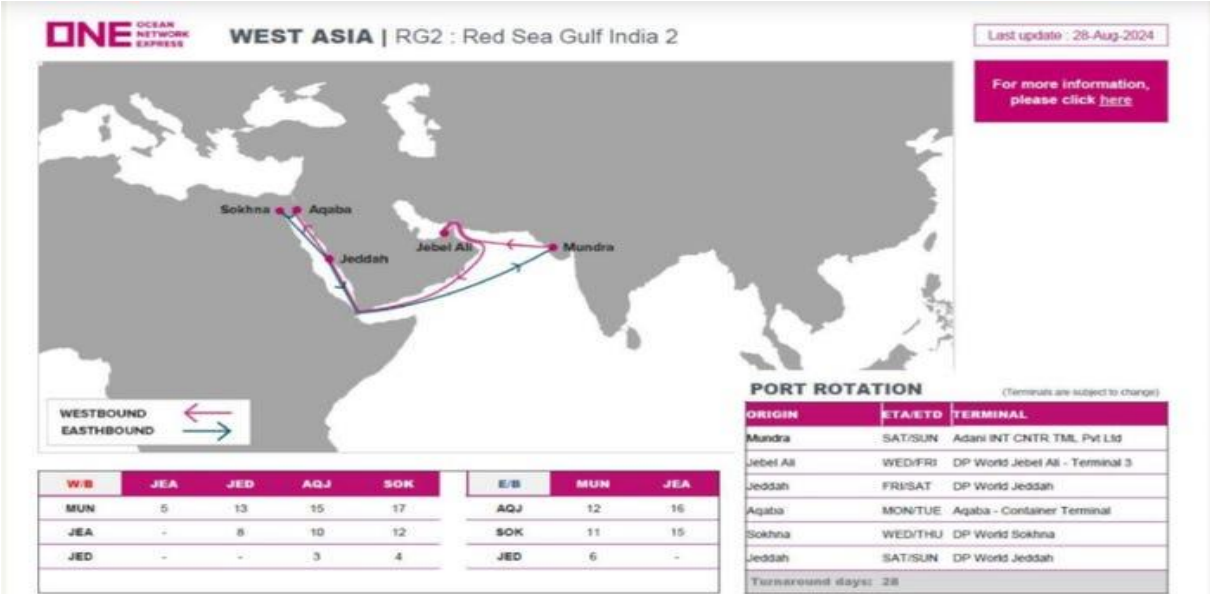 ONE OCEAN NETWORK EXPRESS
WEST ASIA | RG2 : Red Sea Gulf India 2
Last update : 28-Aug-2024
For more information,
please click here
Sokhna
Aqaba
Jeddah
Jebel Ali
Mundra
WESTBOUND
EASTHBOUND
W/B JEA JED AQJ SOK
MUN 5 13 15 17
JEA - 8 10 12
JED - - 3 4
E/B MUN JEA
AQJ 12 16
SOK 11 15
JED 6 -
PORT ROTATION (Terminals are subject to change)
ORIGIN ETA/ETD TERMINAL
Mundra SAT/SUN Adani INT CNTR TML Pvt Ltd
Jebel Ali WED/FRI DP World Jebel Ali - Terminal 3
Jeddah FRI/SAT DP World Jeddah
Aqaba MON/TUE Aqaba - Container Terminal
Sokhna WED/THU DP World Sokhna
Jeddah SAT/SUN DP World Jeddah
Turnaround days: 28